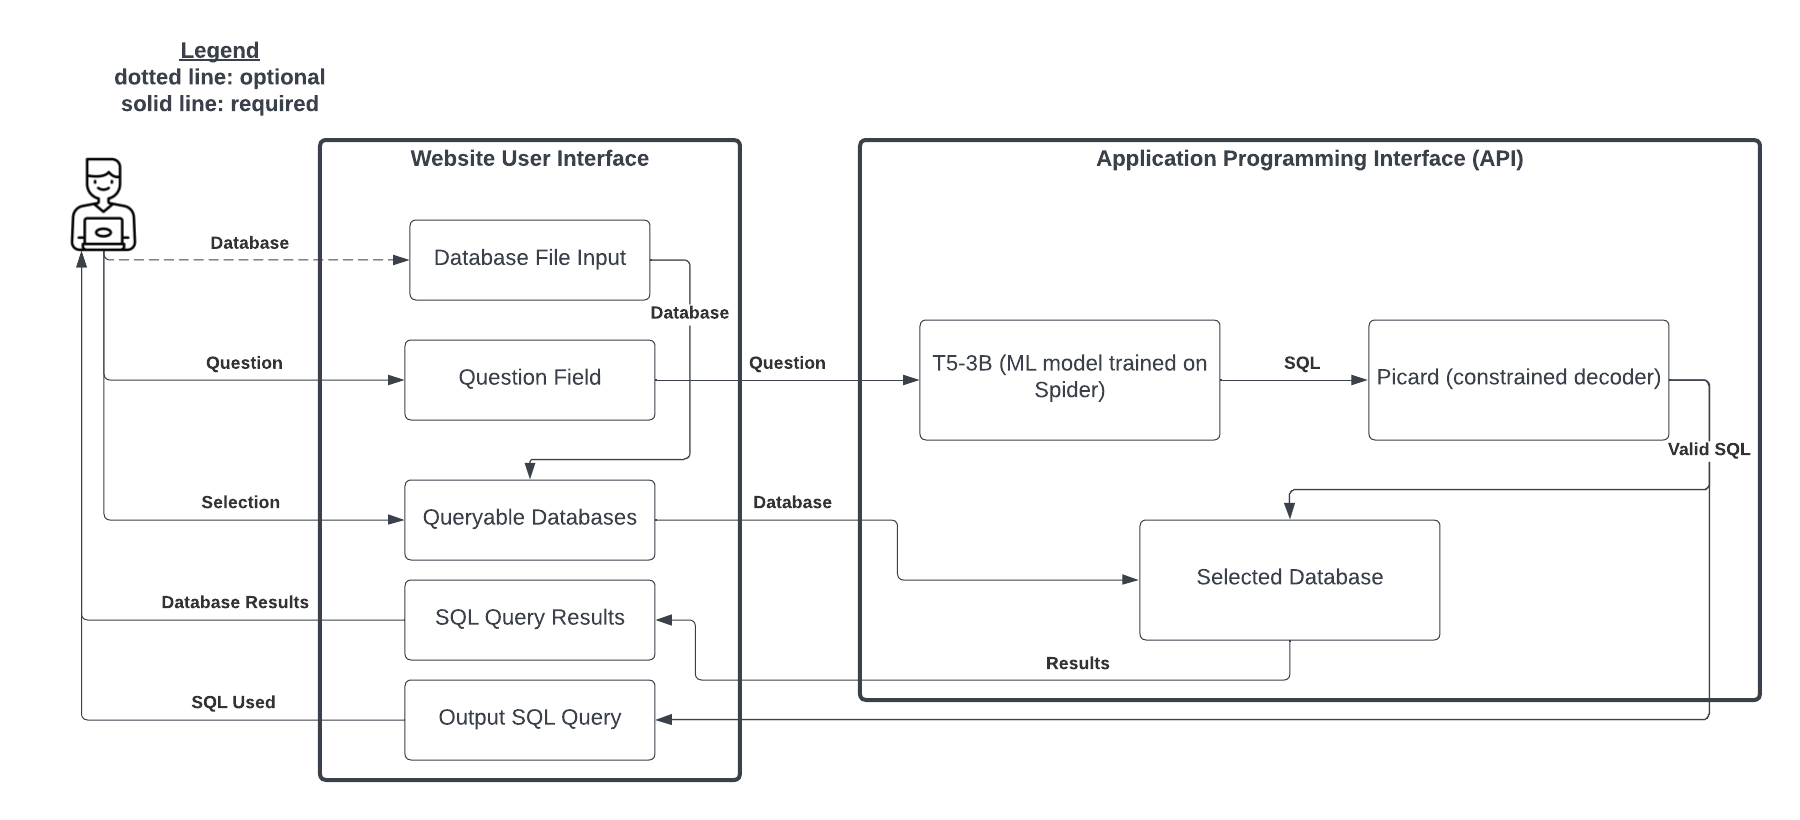 Legend
dotted line: optional
solid line: required
Website User Interface
Application Programming Interface (API)
Database
Database File Input
Database
Question
Question Field
Question
T5-3B (ML model trained on
Spider)
SQL
Picard (constrained decoder)
Valid SQL
Selection
Queryable Databases
Database
Selected Database
Database Results
SQL Query Results
Results
SQL Used
Output SQL Query